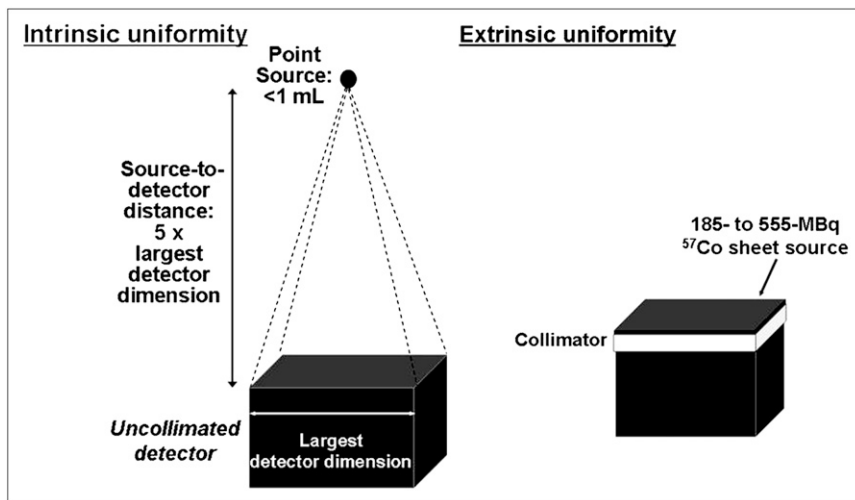 Intrinsic uniformity
Point
Source:
<1 mL
Source-to-
detector
distance:
5 x
largest
detector
dimension
Uncollimated
detector
Largest
detector dimension
Extrinsic uniformity
185- to 555-MBq
⁵⁷Co sheet source
Collimator